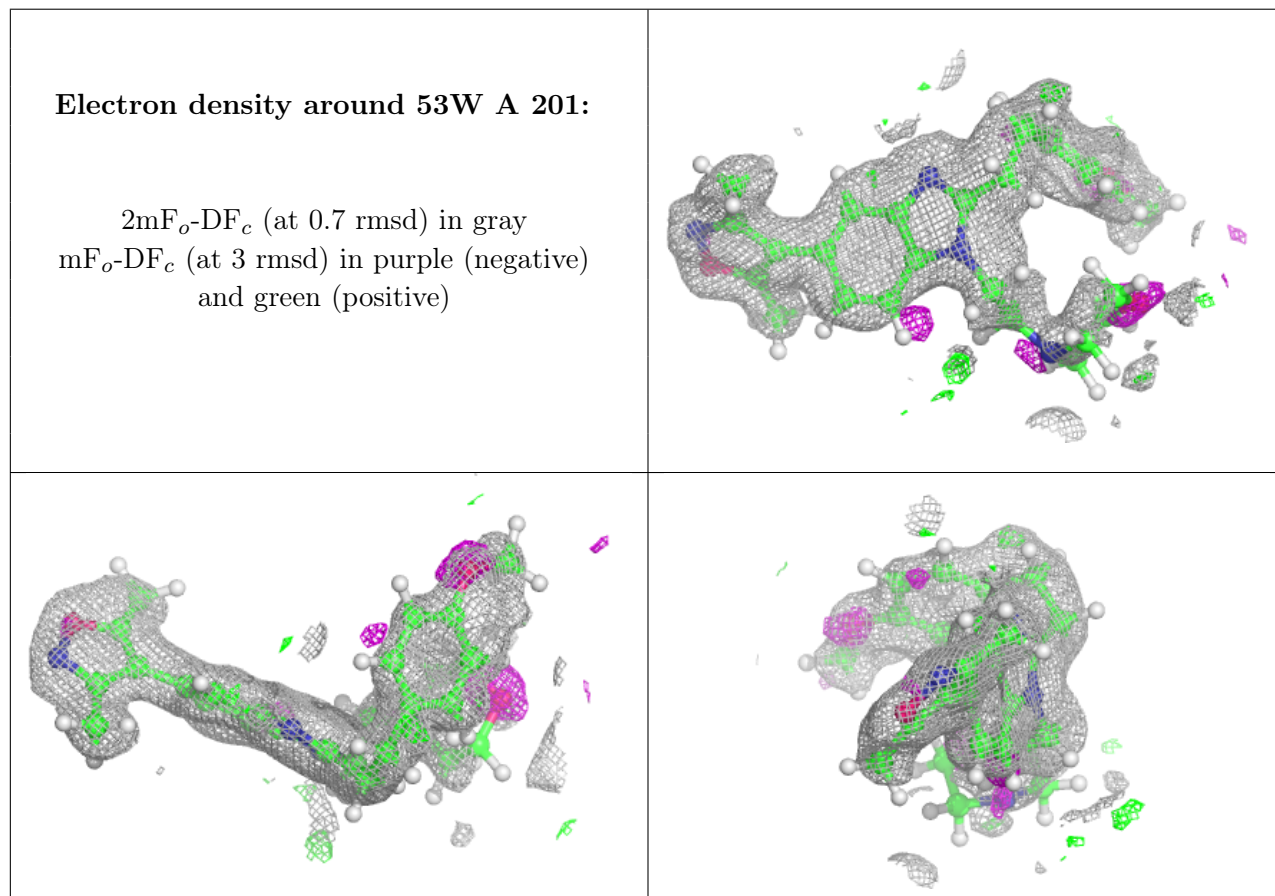 Electron density around 53W A 201:
2mFₒ-DF𝒸 (at 0.7 rmsd) in gray
mFₒ-DF𝒸 (at 3 rmsd) in purple (negative)
and green (positive)